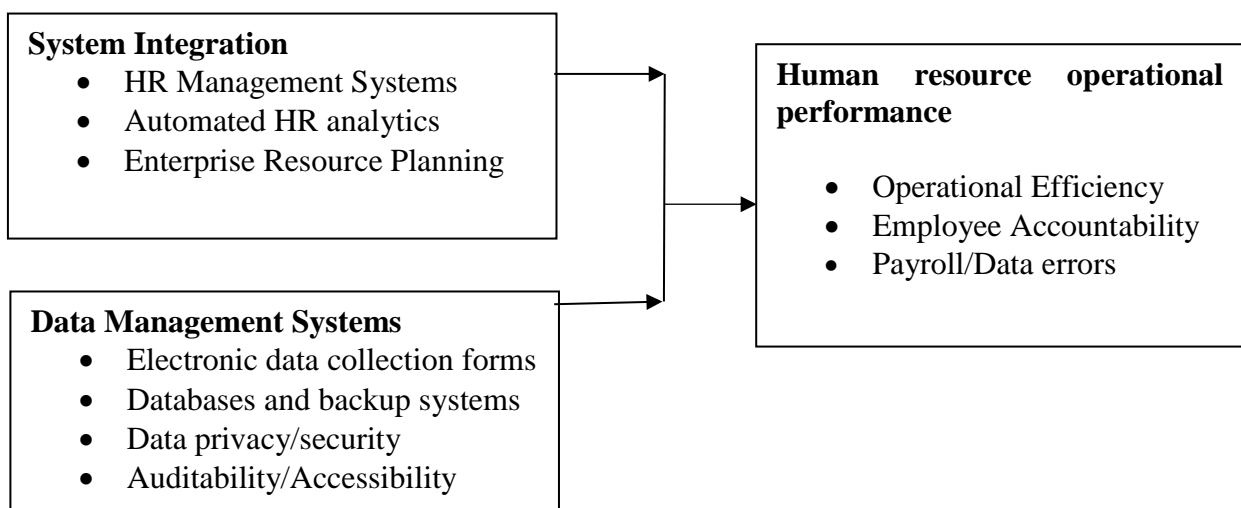 System Integration
• HR Management Systems
• Automated HR analytics
• Enterprise Resource Planning
Data Management Systems
• Electronic data collection forms
• Databases and backup systems
• Data privacy/security
• Auditability/Accessibility
Human resource operational
performance
• Operational Efficiency
• Employee Accountability
• Payroll/Data errors